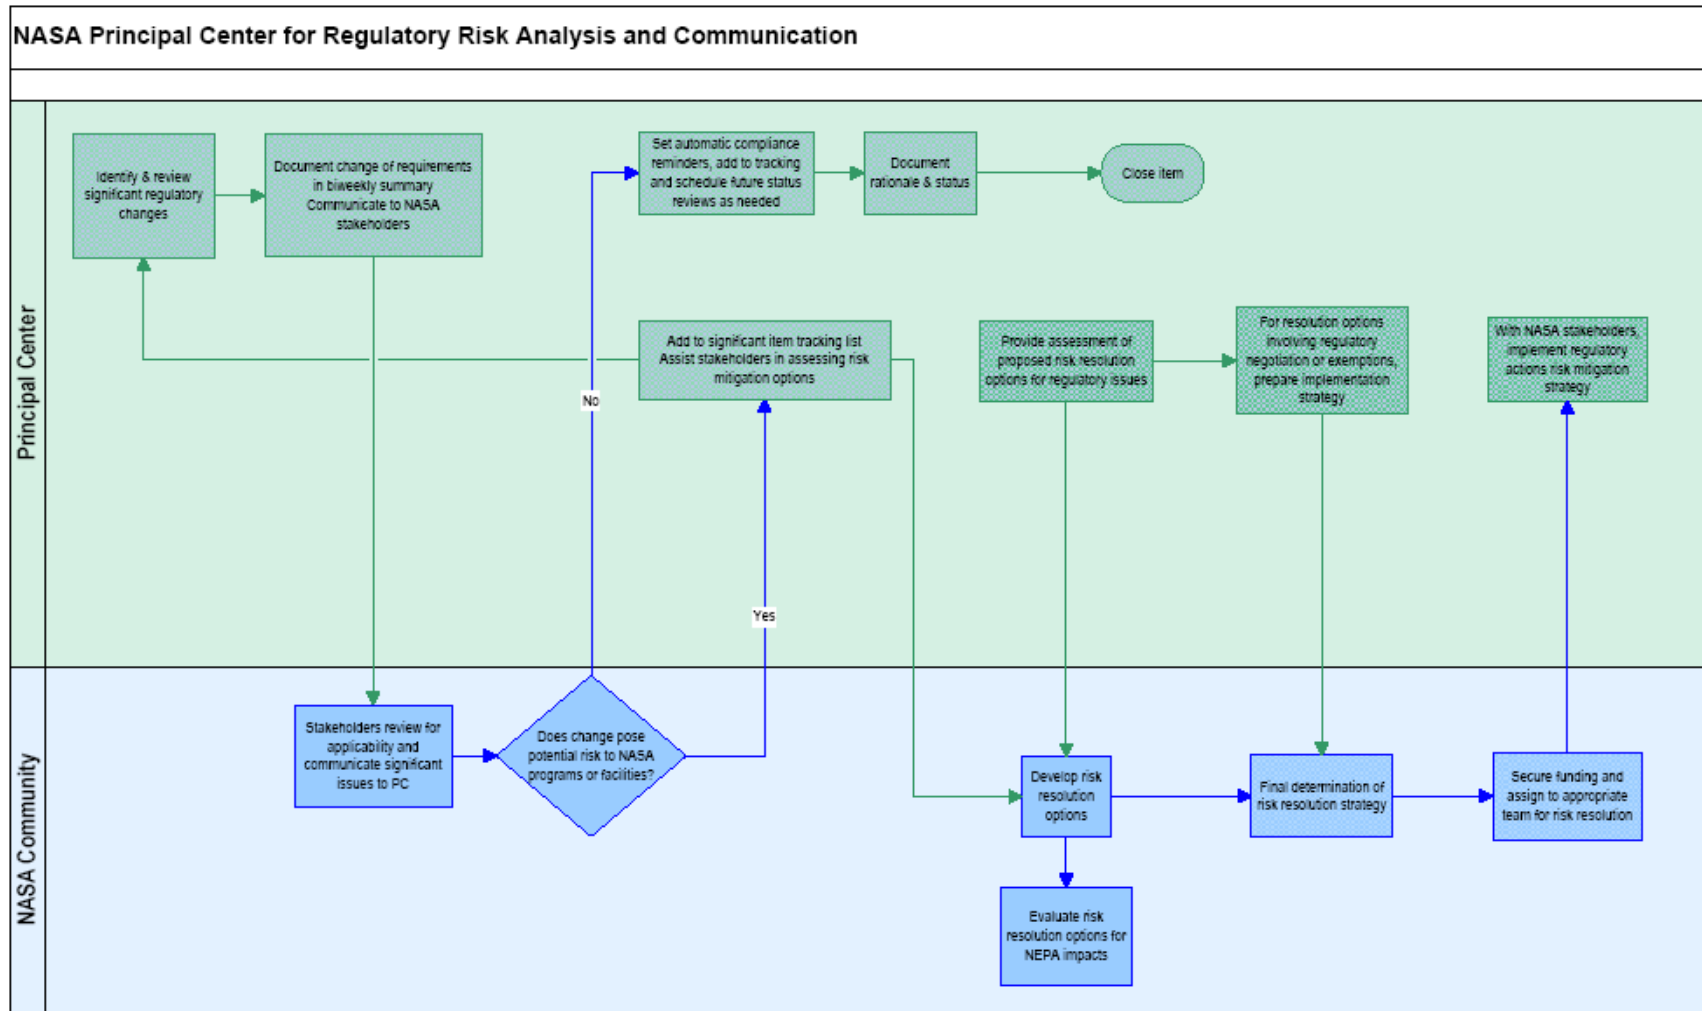 NASA Principal Center for Regulatory Risk Analysis and Communication
Principal Center
Identify & review
significant regulatory
changes
Document change of requirements
in biweekly summary
Communicate to NASA
stakeholders
Set automatic compliance
reminders, add to tracking
and schedule future status
reviews as needed
Document
rationale & status
Close item
Add to significant item tracking list
Assist stakeholders in assessing risk
mitigation options
Provide assessment of
proposed risk resolution
options for regulatory issues
For resolution options
involving regulatory
negotiation or exemptions,
prepare implementation
strategy
With NASA stakeholders,
implement regulatory
actions risk mitigation
strategy
No
Yes
NASA Community
Stakeholders review for
applicability and
communicate significant
issues to PC
Does change pose
potential risk to NASA
programs or facilities?
Develop risk
resolution
options
Final determination of
risk resolution strategy
Secure funding and
assign to appropriate
team for risk resolution
Evaluate risk
resolution options for
NEPA impacts